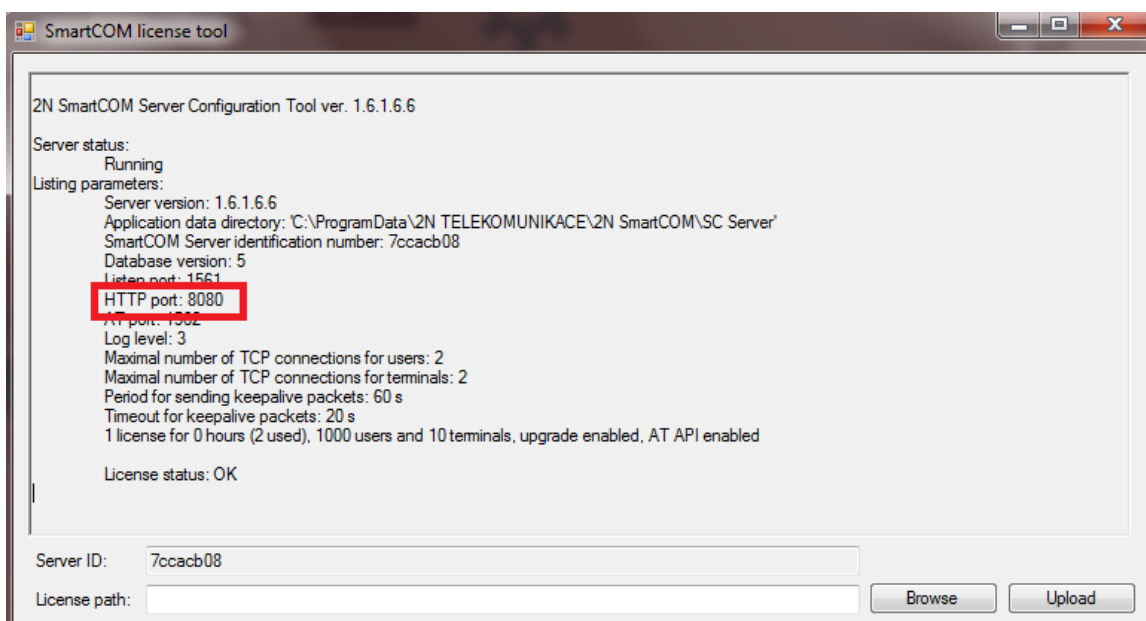 SmartCOM license tool
2N SmartCOM Server Configuration Tool ver. 1.6.1.6.6
Server status:
Running
Listing parameters:
Server version: 1.6.1.6.6
Application data directory: 'C:\ProgramData\2N TELEKOMUNIKACE\2N SmartCOM\SC Server'
SmartCOM Server identification number: 7ccacb08
Database version: 5
Listen port: 1561
HTTP port: 8080
AT port: 1562
Log level: 3
Maximal number of TCP connections for users: 2
Maximal number of TCP connections for terminals: 2
Period for sending keepalive packets: 60 s
Timeout for keepalive packets: 20 s
1 license for 0 hours (2 used), 1000 users and 10 terminals, upgrade enabled, AT API enabled
License status: OK
Server ID: 7ccacb08
License path:
Browse Upload